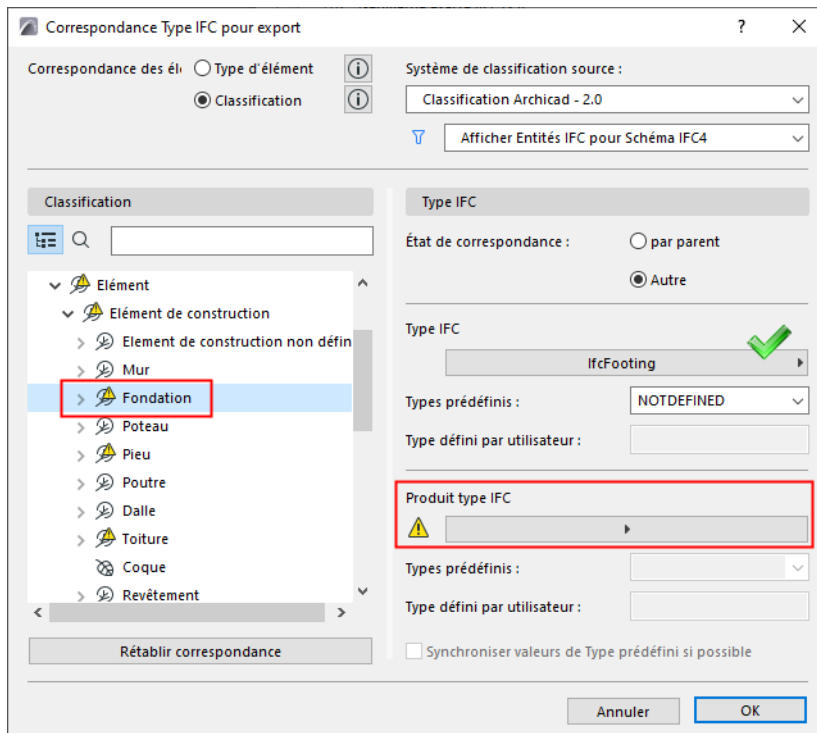 Correspondance Type IFC pour export
?
Correspondance des élé
Type d'élément
Classification
Système de classification source :
Classification Archicad - 2.0
Afficher Entités IFC pour Schéma IFC4
Classification
Elément
Elément de construction
Element de construction non défin
Mur
Fondation
Poteau
Pieu
Poutre
Dalle
Toiture
Coque
Revêtement
Rétablir correspondance
Type IFC
État de correspondance :
par parent
Autre
Type IFC
IfcFooting
Types prédéfinis :
NOTDEFINED
Type défini par utilisateur :
Produit type IFC
Types prédéfinis :
Type défini par utilisateur :
Synchroniser valeurs de Type prédéfini si possible
Annuler
OK